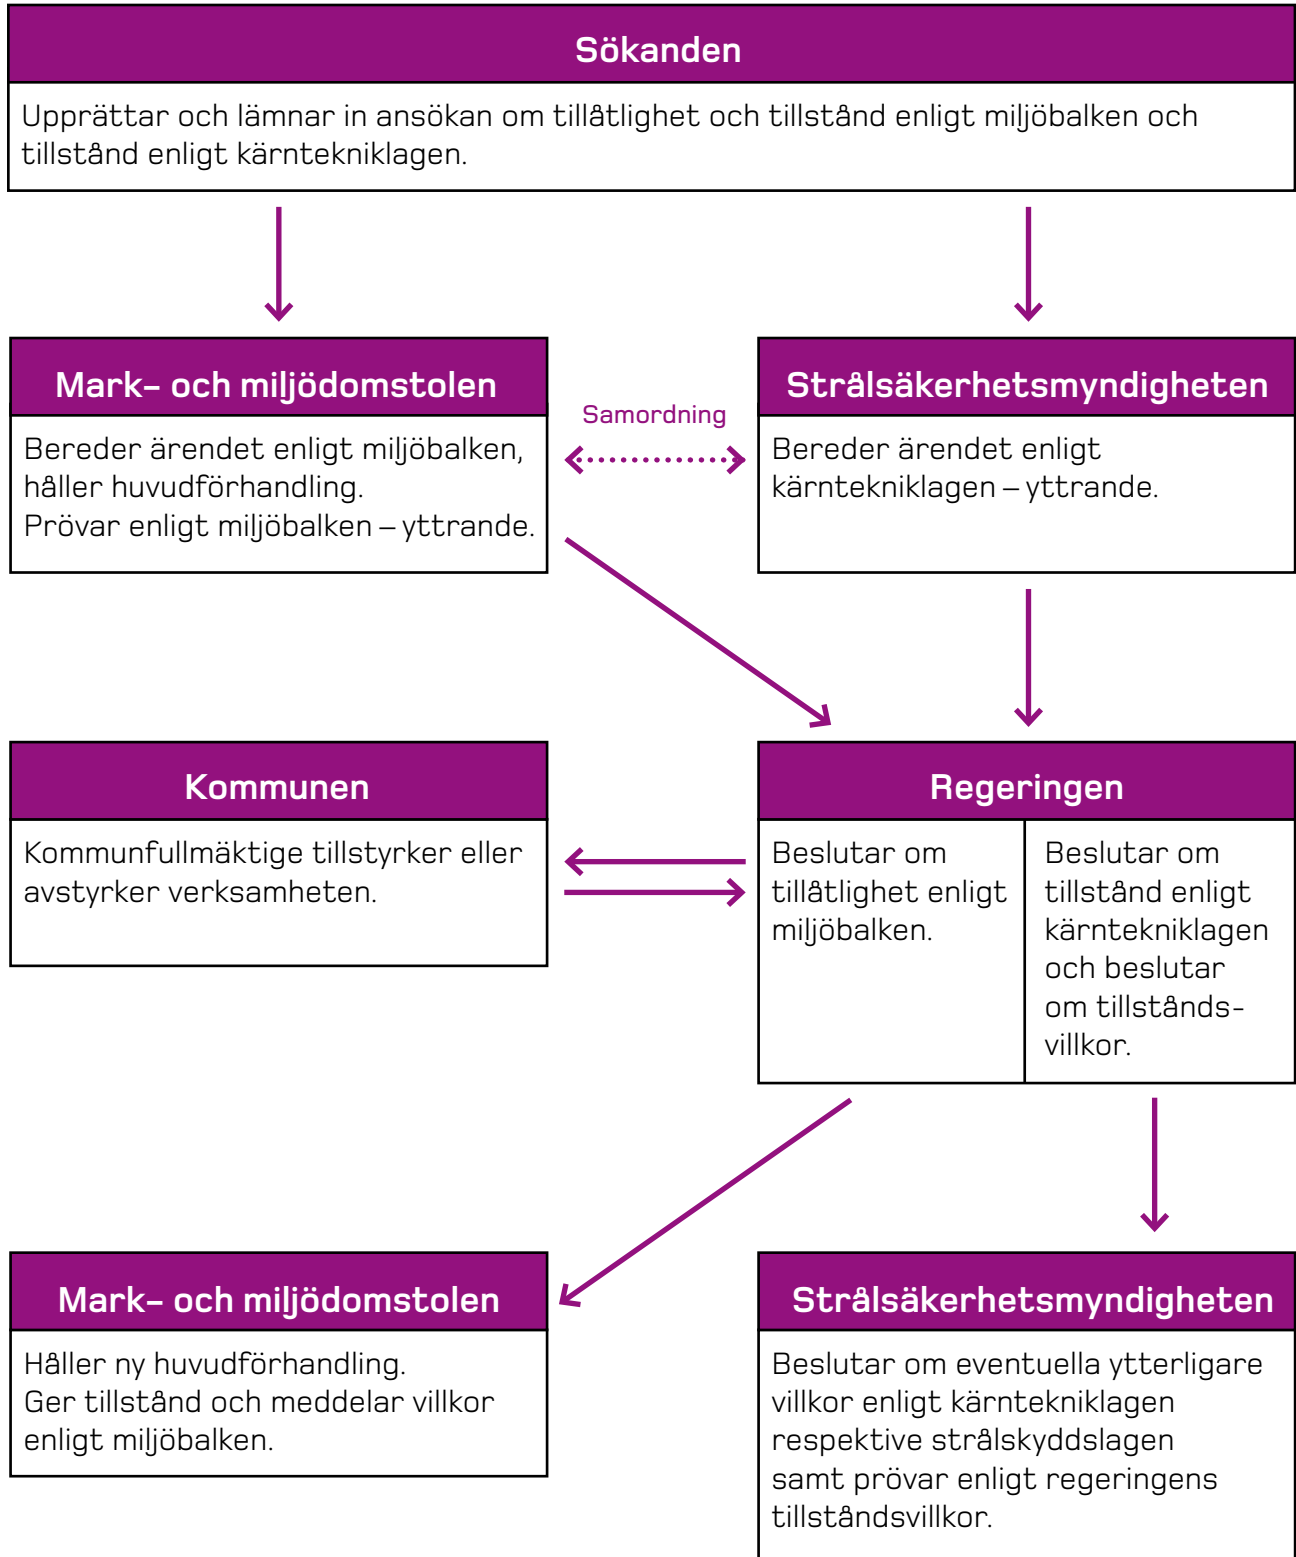 Sökanden
Upprättar och lämnar in ansökan om tillåtlighet och tillstånd enligt miljöbalken och
tillstånd enligt kärntekniklagen.
Mark- och miljödomstolen
Bereder ärendet enligt miljöbalken,
håller huvudförhandling.
Prövar enligt miljöbalken – yttrande.
Samordning
Strålsäkerhetsmyndigheten
Bereder ärendet enligt
kärntekniklagen – yttrande.
Kommunen
Kommunfullmäktige tillstyrker eller
avstyrker verksamheten.
Regeringen
Beslutar om
tillåtlighet enligt
miljöbalken.
Beslutar om
tillstånd enligt
kärntekniklagen
och beslutar
om tillstånds-
villkor.
Mark- och miljödomstolen
Håller ny huvudförhandling.
Ger tillstånd och meddelar villkor
enligt miljöbalken.
Strålsäkerhetsmyndigheten
Beslutar om eventuella ytterligare
villkor enligt kärntekniklagen
respektive strålskyddslagen
samt prövar enligt regeringens
tillståndsvillkor.